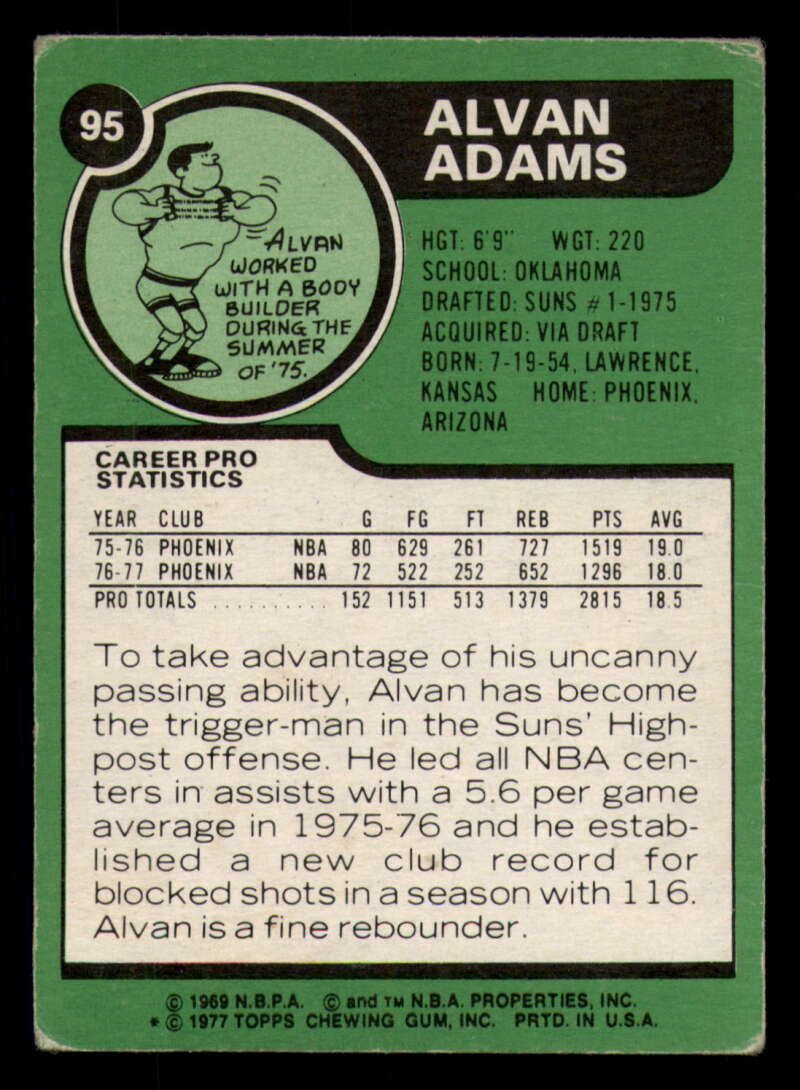 95
ALVAN
ADAMS
ALVAN
WORKED
WITH A BODY
BUILDER
DURING THE
SUMMER
OF '75.
HGT: 6'9" WGT: 220
SCHOOL: OKLAHOMA
DRAFTED: SUNS #1-1975
ACQUIRED: VIA DRAFT
BORN: 7-19-54, LAWRENCE,
KANSAS HOME: PHOENIX,
ARIZONA
CAREER PRO
STATISTICS
YEAR CLUB G FG FT REB PTS AVG
75-76 PHOENIX NBA 80 629 261 727 1519 19.0
76-77 PHOENIX NBA 72 522 252 652 1296 18.0
PRO TOTALS .......... 152 1151 513 1379 2815 18.5
To take advantage of his uncanny
passing ability, Alvan has become
the trigger-man in the Suns' High-
post offense. He led all NBA cen-
ters in assists with a 5.6 per game
average in 1975-76 and he estab-
lished a new club record for
blocked shots in a season with 116.
Alvan is a fine rebounder.
© 1969 N.B.P.A. © and TM N.B.A. PROPERTIES, INC.
* © 1977 TOPPS CHEWING GUM, INC. PRTD. IN U.S.A.